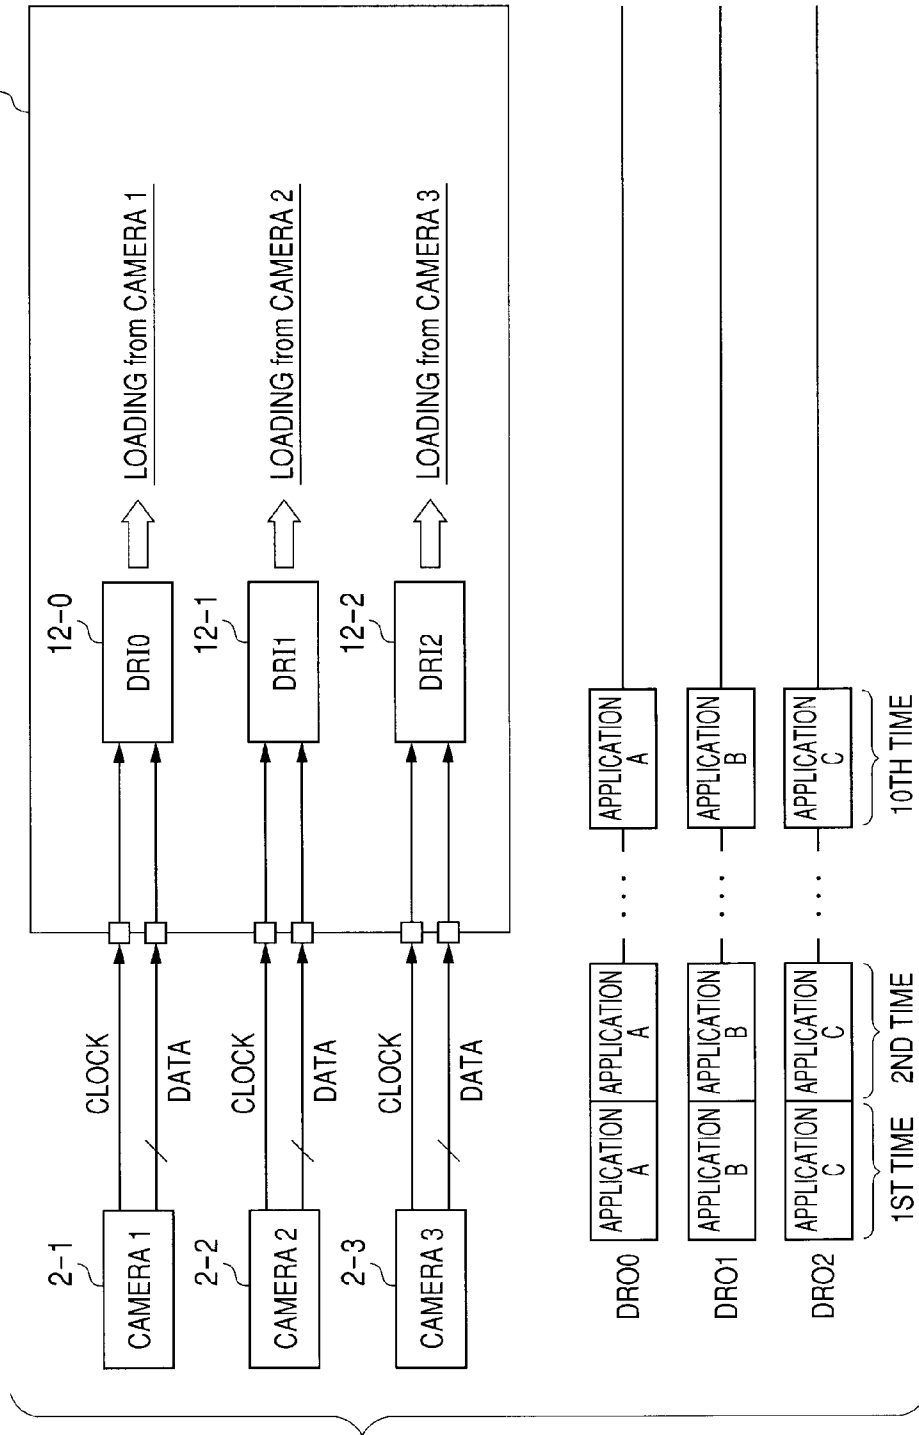 2-1
CAMERA 1
CLOCK
DATA
12-0
DRI0
LOADING from CAMERA 1
2-2
CAMERA 2
CLOCK
DATA
12-1
DRI1
LOADING from CAMERA 2
2-3
CAMERA 3
CLOCK
DATA
12-2
DRI2
LOADING from CAMERA 3
DRO0
APPLICATION
A
APPLICATION
A
...
APPLICATION
A
DRO1
APPLICATION
B
APPLICATION
B
...
APPLICATION
B
DRO2
APPLICATION
C
APPLICATION
C
...
APPLICATION
C
1ST TIME
2ND TIME
10TH TIME